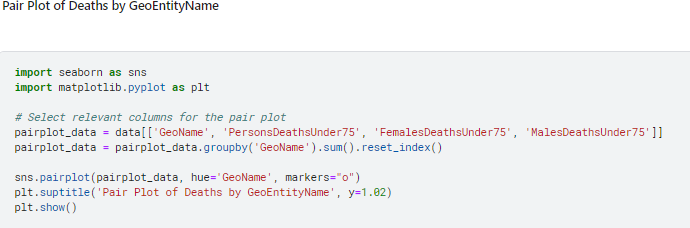 Pair Plot of Deaths by GeoEntityName
import seaborn as sns
import matplotlib.pyplot as plt
# Select relevant columns for the pair plot
pairplot_data = data[['GeoName', 'PersonsDeathsUnder75', 'FemalesDeathsUnder75', 'MalesDeathsUnder75']]
pairplot_data = pairplot_data.groupby('GeoName').sum().reset_index()
sns.pairplot(pairplot_data, hue='GeoName', markers="o")
plt.suptitle('Pair Plot of Deaths by GeoEntityName', y=1.02)
plt.show()